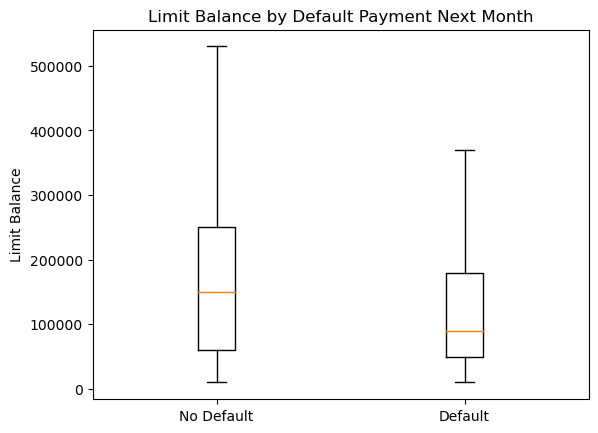 Limit Balance by Default Payment Next Month
Limit Balance
500000
400000
300000
200000
100000
0
No Default
Default